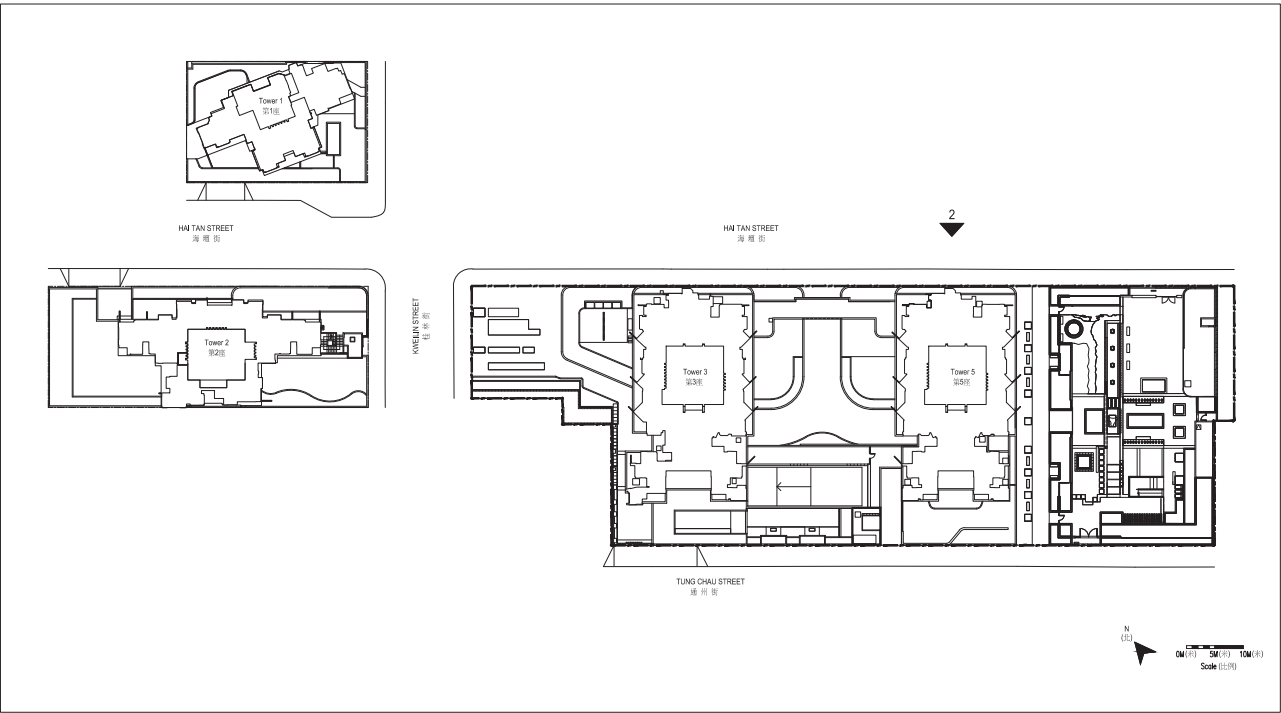 Tower 1
第1座
2
HAI TAN STREET
海壇街
HAI TAN STREET
海壇街
KWEILIN STREET
桂林街
Tower 2
第2座
Tower 3
第3座
Tower 5
第5座
TUNG CHAU STREET
通州街
N
(北)
0M(米) 5M(米) 10M(米)
Scale (比例)